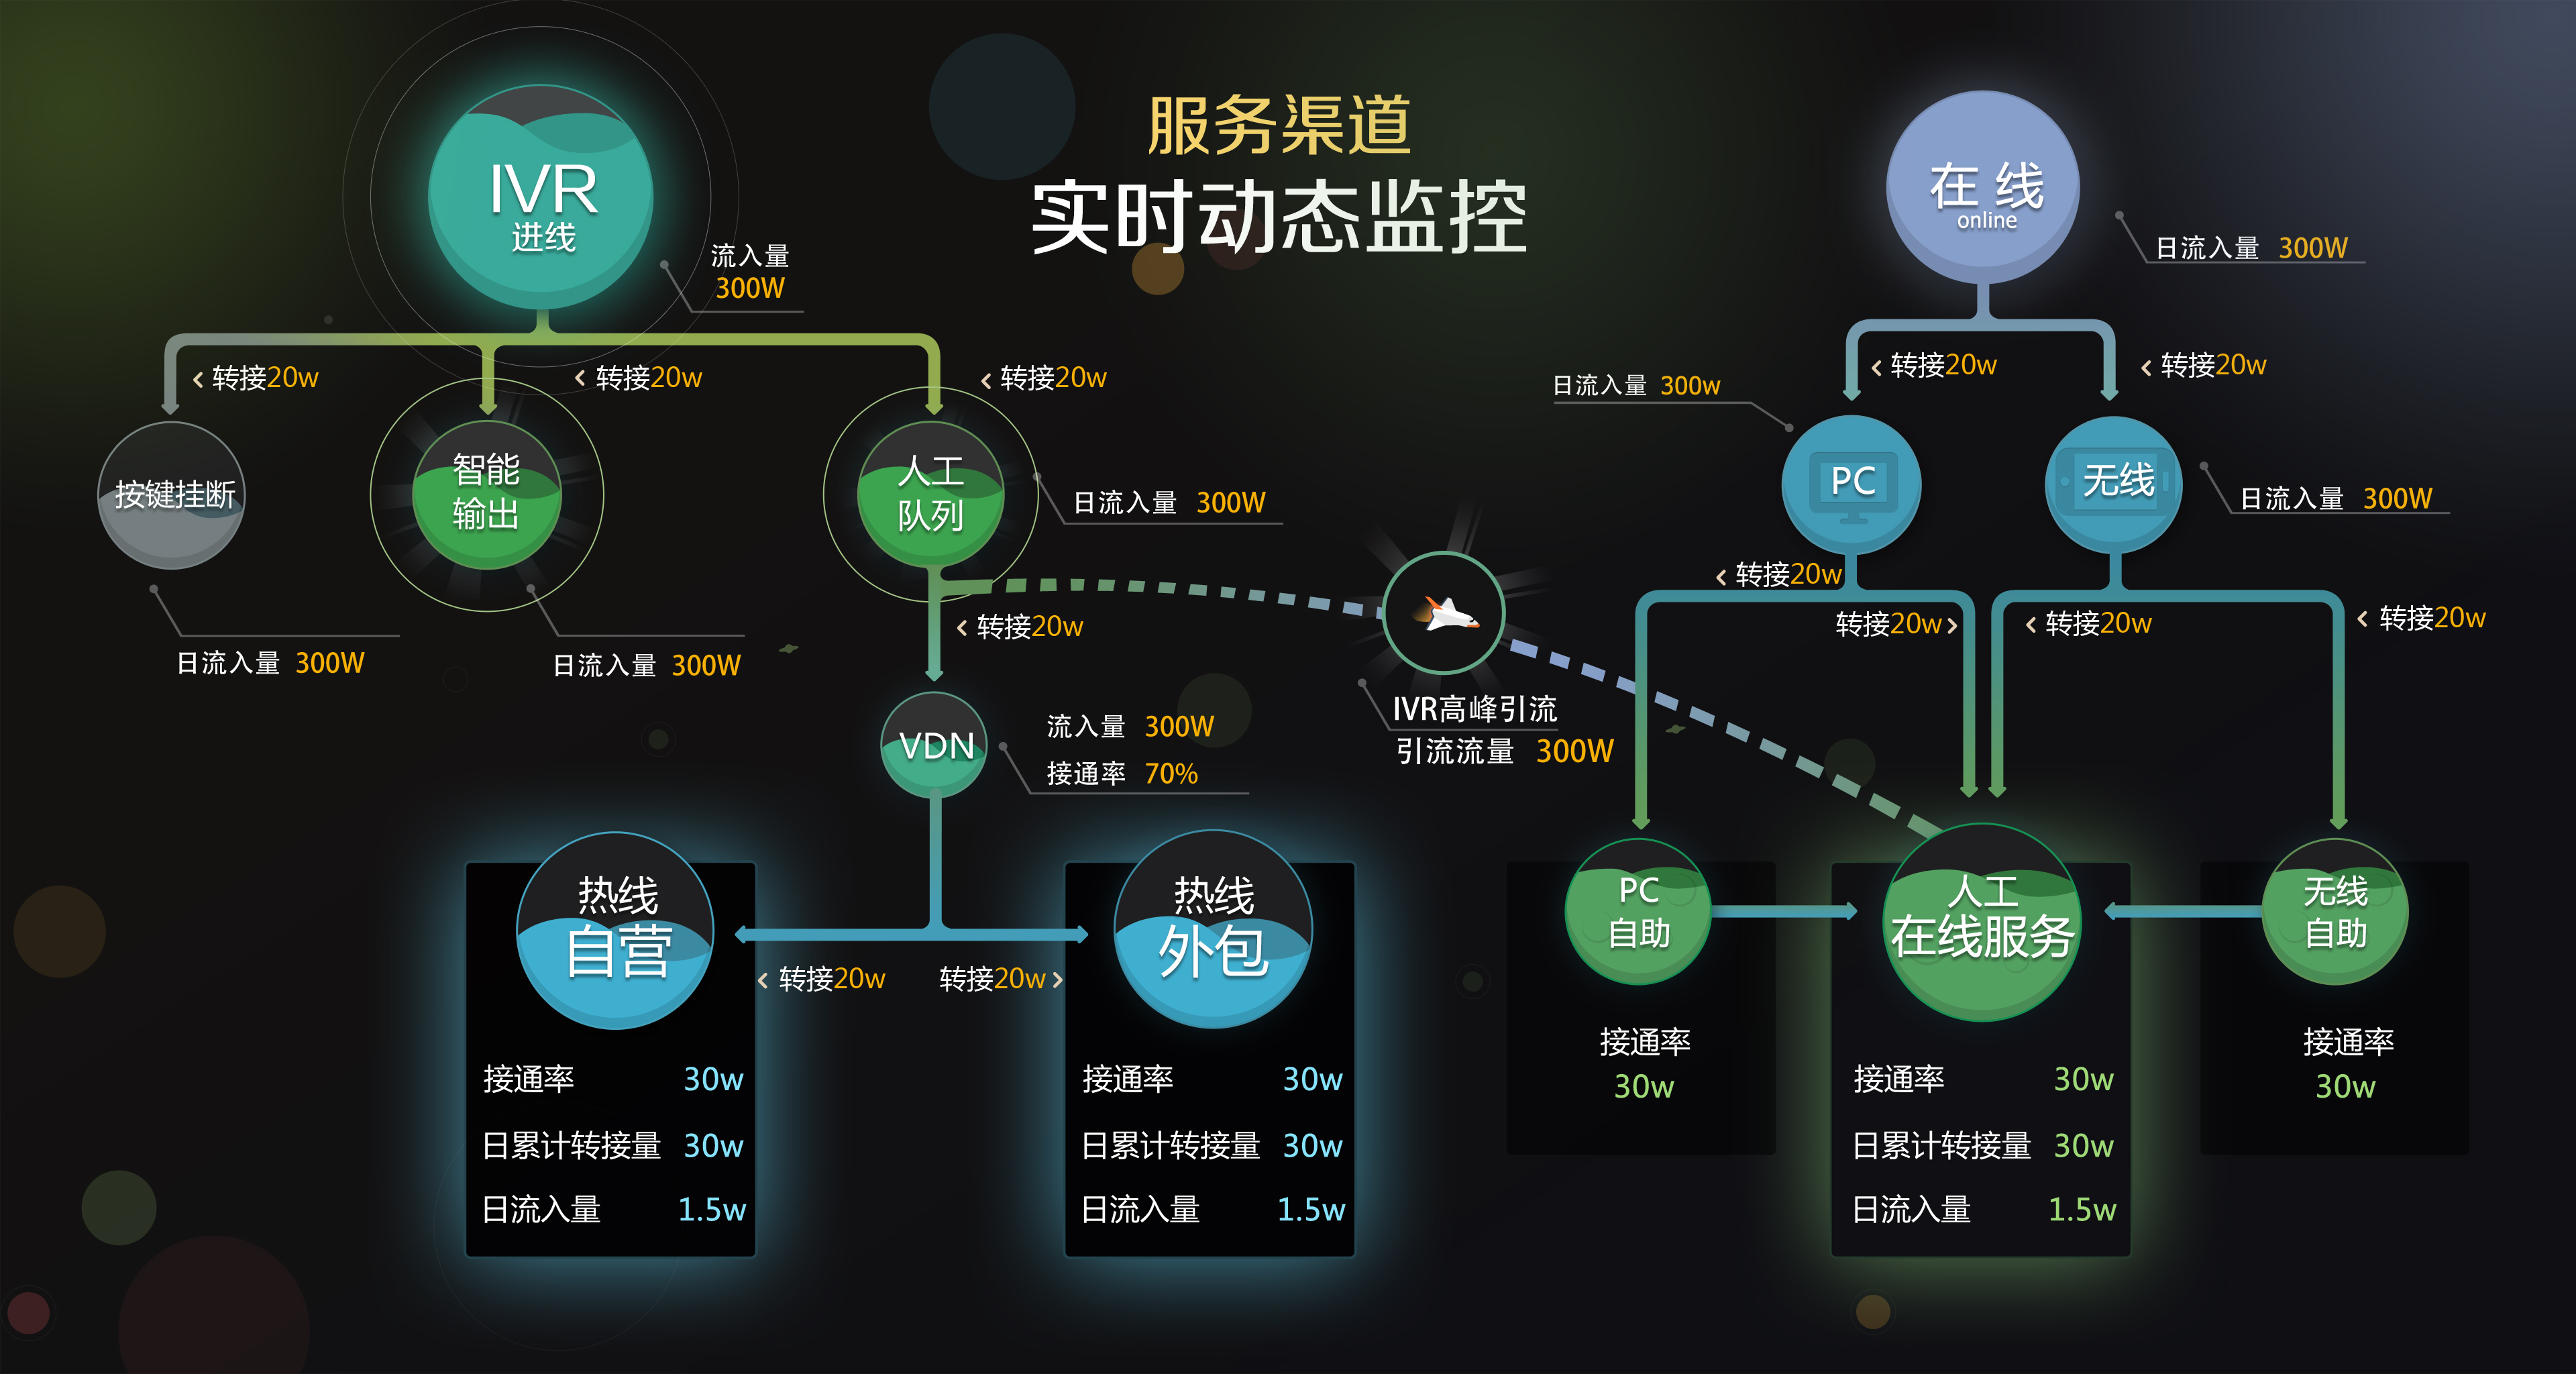 服务渠道
实时动态监控
IVR
进线
流入量
300W
转接20w
转接20w
转接20w
按键挂断
日流入量 300W
智能
输出
日流入量 300W
人工
队列
日流入量 300W
转接20w
VDN
流入量 300W
接通率 70%
转接20w
转接20w
热线
自营
接通率 30w
日累计转接量 30w
日流入量 1.5w
热线
外包
接通率 30w
日累计转接量 30w
日流入量 1.5w
IVR高峰引流
引流流量 300W
在线
online
日流入量 300W
转接20w
转接20w
日流入量 300w
PC
无线
日流入量 300W
转接20w
转接20w
转接20w
转接20w
PC
自助
接通率
30w
人工
在线服务
接通率 30w
日累计转接量 30w
日流入量 1.5w
无线
自助
接通率
30w